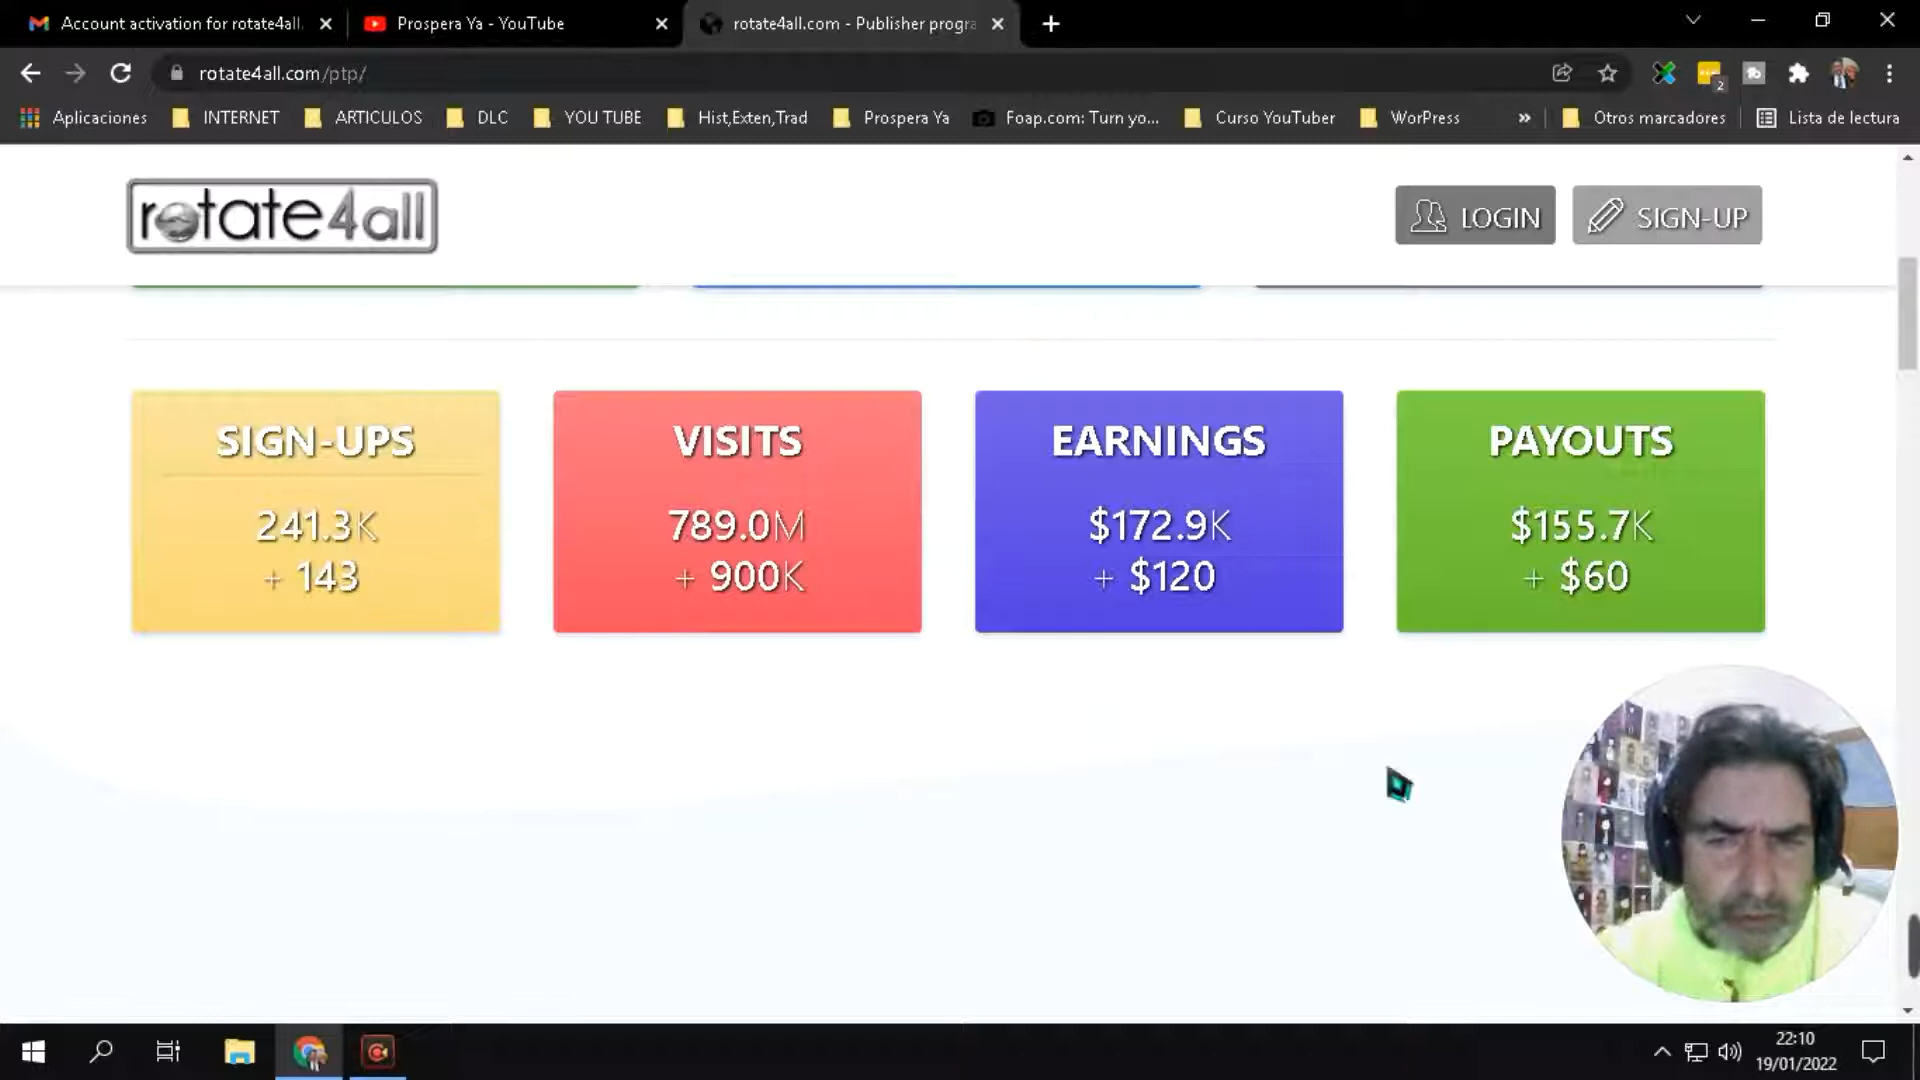 Account activation for rotate4all.
Prospera Ya - YouTube
rotate4all.com - Publisher progra
rotate4all.com/ptp/
2
Aplicaciones
INTERNET
ARTICULOS
DLC
YOU TUBE
Hist,Exten,Trad
Prospera Ya
Foap.com: Turn yo...
Curso YouTuber
WorPress
»
Otros marcadores
Lista de lectura
rotate4all
LOGIN
SIGN-UP
SIGN-UPS
241.3K
+ 143
VISITS
789.0M
+ 900K
EARNINGS
$172.9K
+ $120
PAYOUTS
$155.7K
+ $60
22:10
19/01/2022